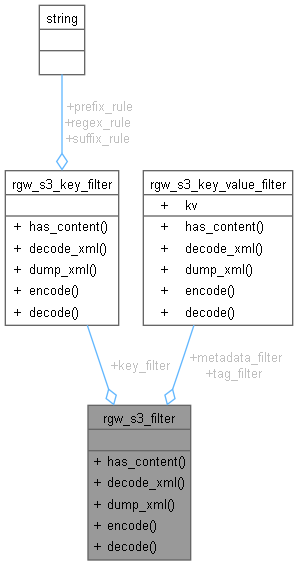 string
+prefix_rule
+regex_rule
+suffix_rule
rgw_s3_key_filter
+ has_content()
+ decode_xml()
+ dump_xml()
+ encode()
+ decode()
rgw_s3_key_value_filter
+ kv
+ has_content()
+ decode_xml()
+ dump_xml()
+ encode()
+ decode()
+key_filter
+metadata_filter
+tag_filter
rgw_s3_filter
+ has_content()
+ decode_xml()
+ dump_xml()
+ encode()
+ decode()